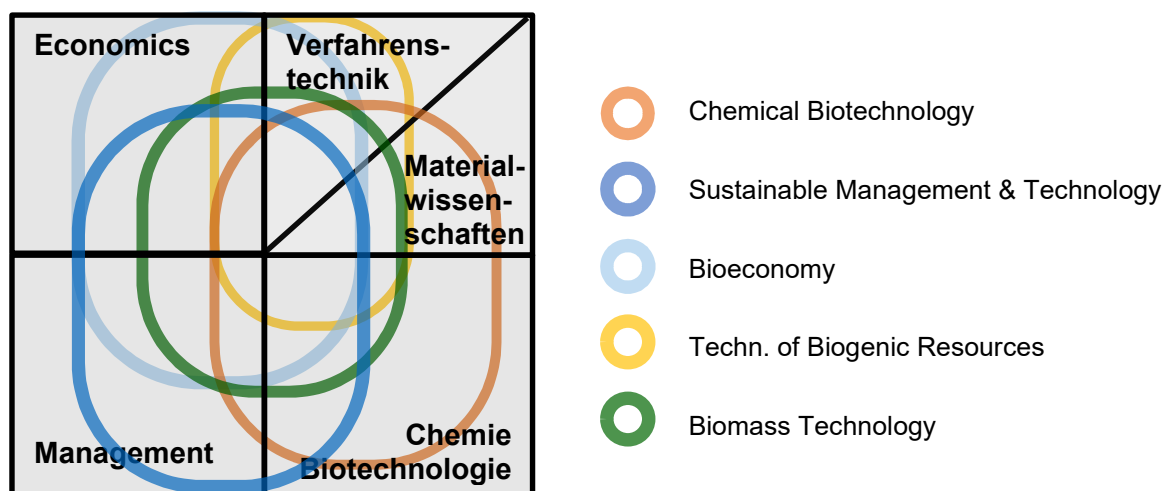 Economics
Verfahrens-
technik
Material-
wissen-
schaften
Management
Chemie
Biotechnologie
Chemical Biotechnology
Sustainable Management & Technology
Bioeconomy
Techn. of Biogenic Resources
Biomass Technology